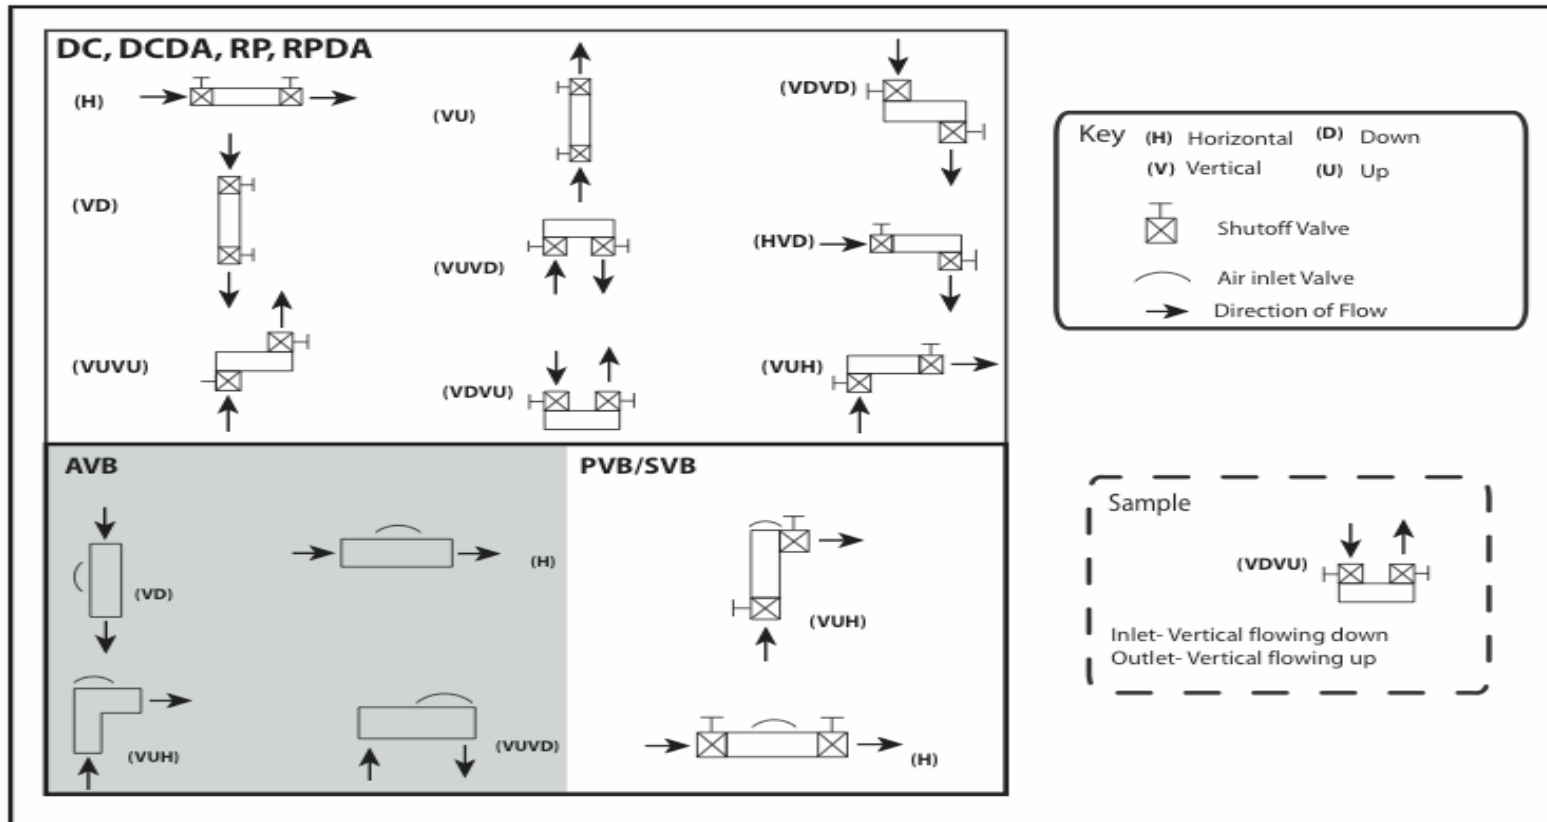 DC, DCDA, RP, RPDA
(H)
(VU)
(VDVD)
(VD)
(VUVD)
(HVD)
(VUVU)
(VDVU)
(VUH)
AVB
(VD)
(H)
(VUH)
(VUVD)
PVB/SVB
(VUH)
(H)
Key (H) Horizontal (D) Down
(V) Vertical (U) Up
Shutoff Valve
Air inlet Valve
Direction of Flow
Sample
(VDVU)
Inlet- Vertical flowing down
Outlet- Vertical flowing up